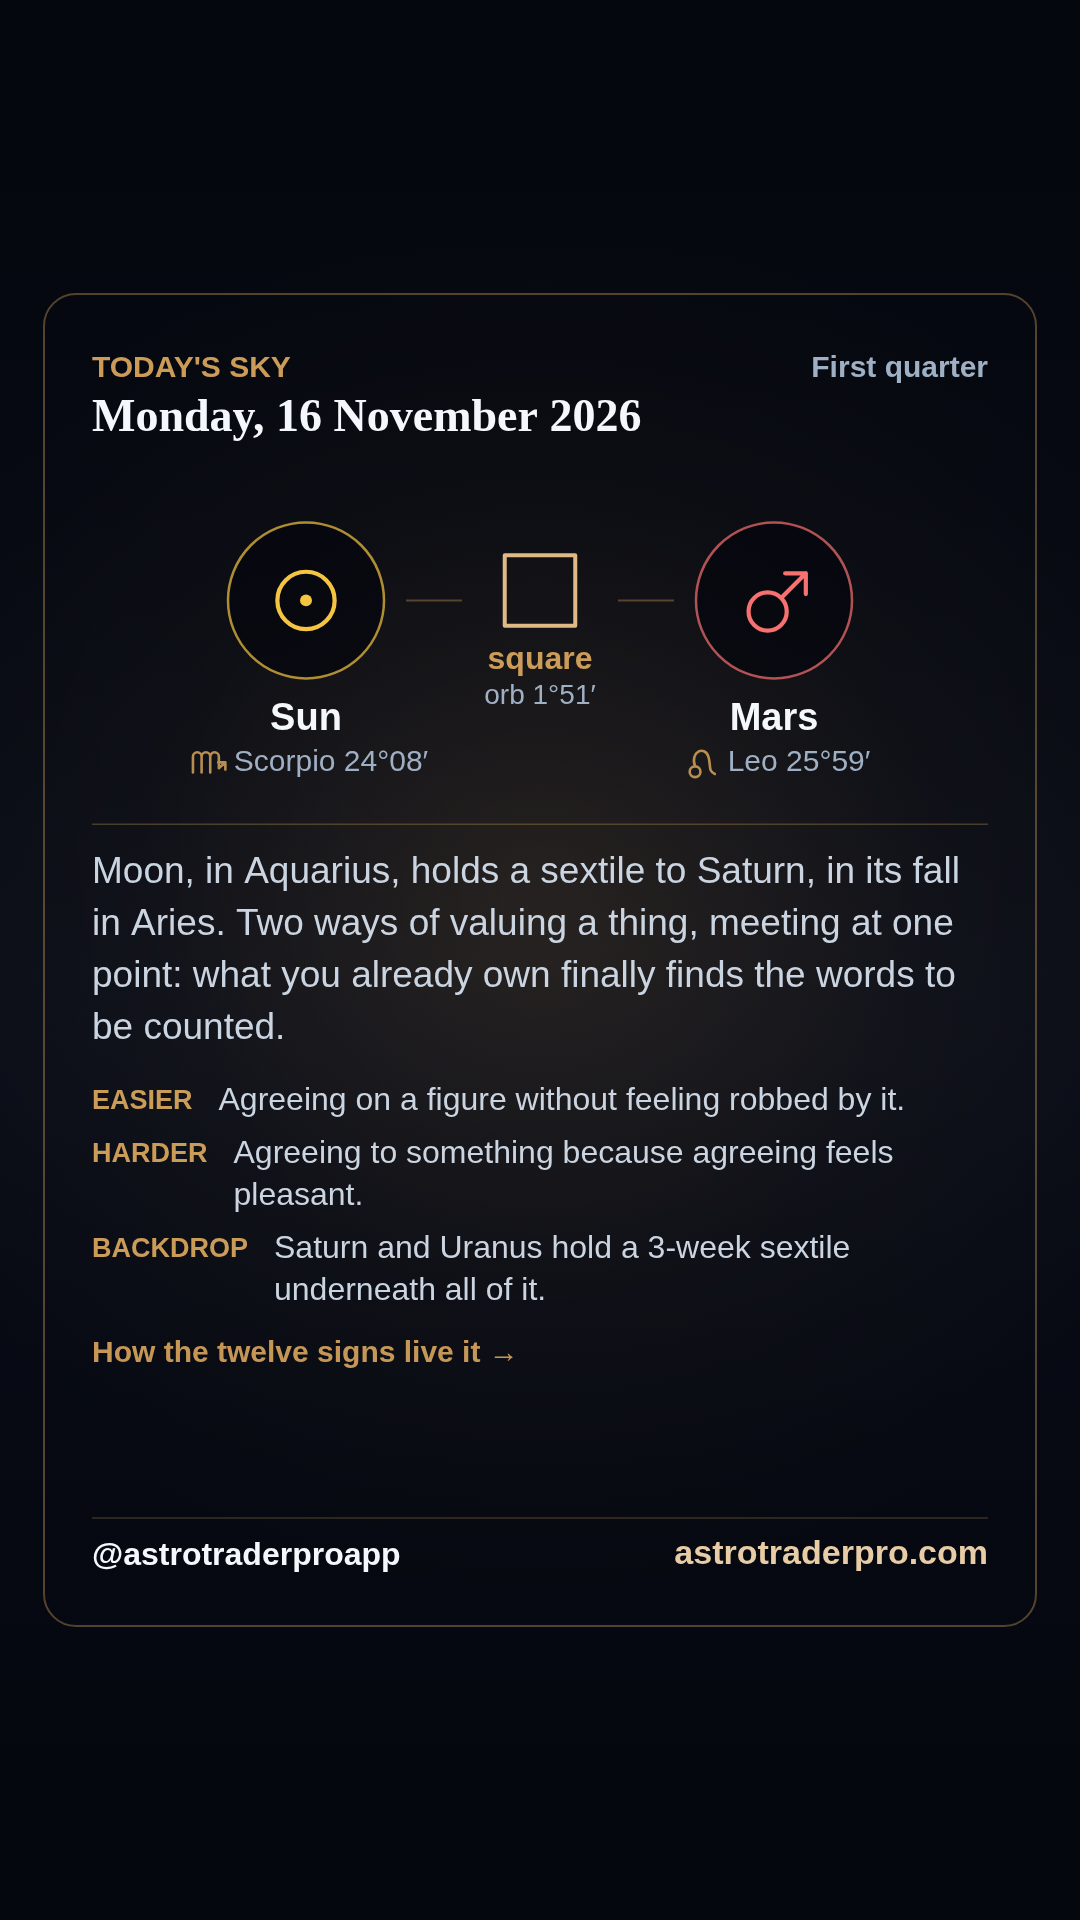 TODAY'S SKY
First quarter
Monday, 16 November 2026
square
orb 1°51′
Sun
Mars
♏ Scorpio 24°08′
♌ Leo 25°59′
Moon, in Aquarius, holds a sextile to Saturn, in its fall
in Aries. Two ways of valuing a thing, meeting at one
point: what you already own finally finds the words to
be counted.
EASIER Agreeing on a figure without feeling robbed by it.
HARDER Agreeing to something because agreeing feels
pleasant.
BACKDROP Saturn and Uranus hold a 3-week sextile
underneath all of it.
How the twelve signs live it →
@astrotraderproapp
astrotraderpro.com